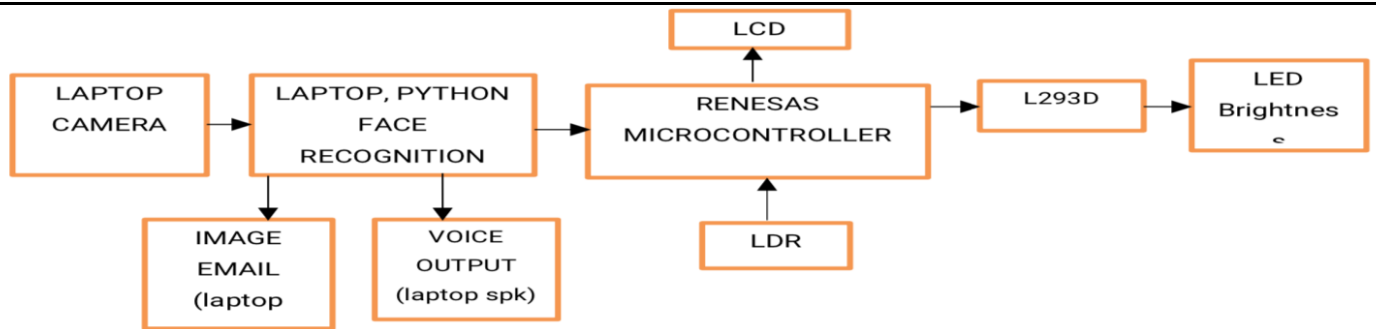 LCD
LAPTOP
CAMERA
LAPTOP, PYTHON
FACE
RECOGNITION
RENESAS
MICROCONTROLLER
L293D
LED
Brightnes
IMAGE
EMAIL
(laptop
VOICE
OUTPUT
(laptop spk)
LDR